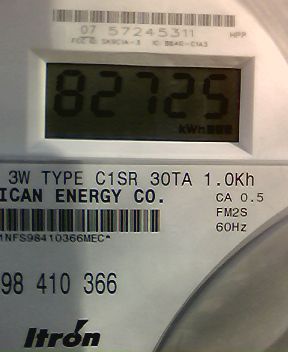 07 57245311
HPP
82725
kWh
3W TYPE C1SR 30TA 1.0Kh
ICAN ENERGY CO.
CA 0.5
FM2S
60Hz
1NFS98410366MEC*
98 410 366
Itron